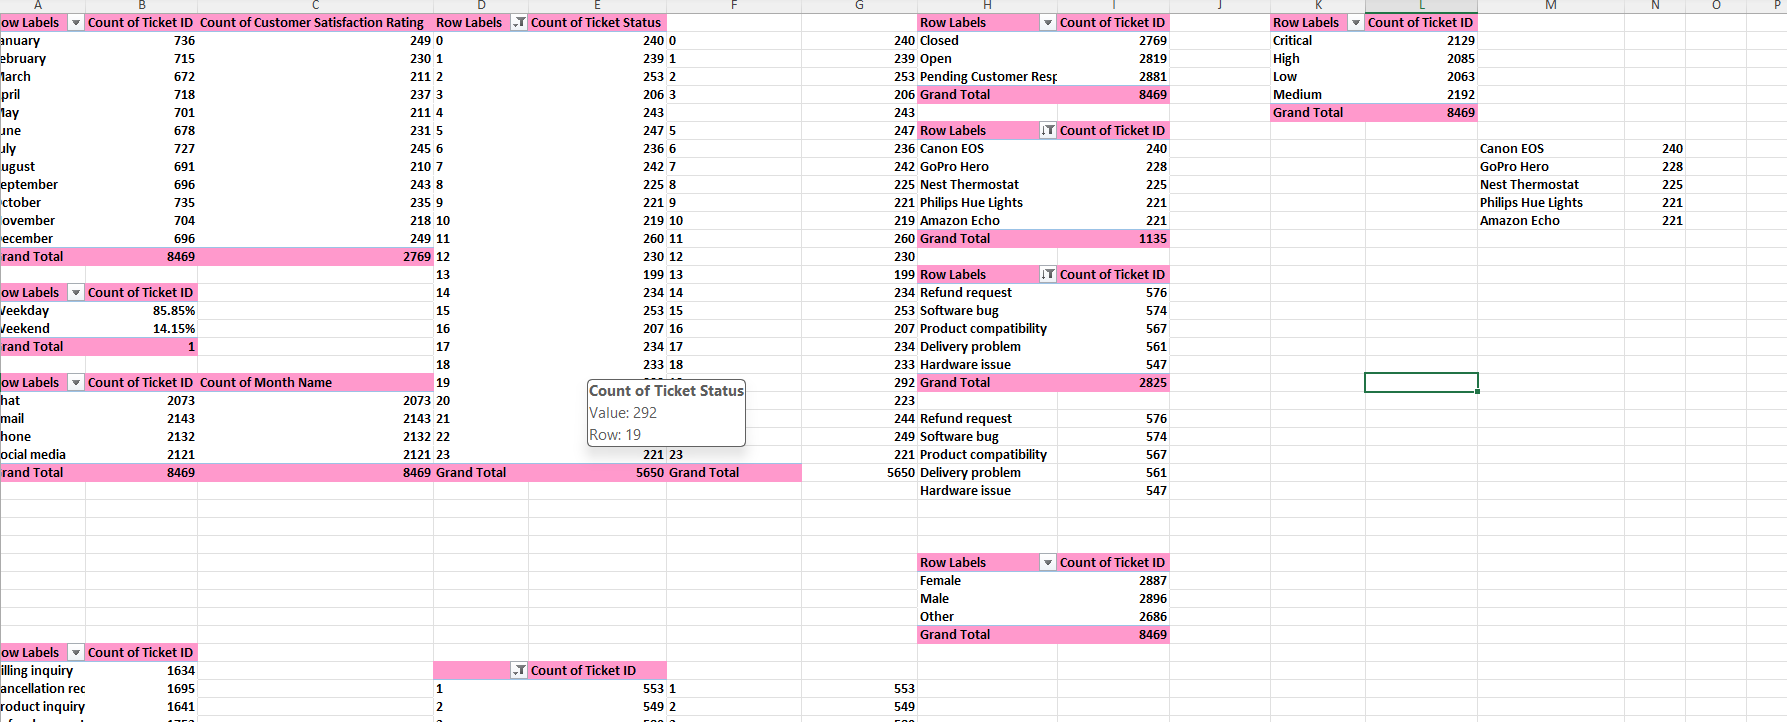 A B C D E F G H I J K L M N O P
ow Labels Count of Ticket ID Count of Customer Satisfaction Rating Row Labels Count of Ticket Status Row Labels Count of Ticket ID Row Labels Count of Ticket ID
anuary 736 249 0 240 0 240 Closed 2769 Critical 2129
ebruary 715 230 1 239 1 239 Open 2819 High 2085
arch 672 211 2 253 2 253 Pending Customer Resp 2881 Low 2063
pril 718 237 3 206 3 206 Grand Total 8469 Medium 2192
ay 701 211 4 243 243 Grand Total 8469
une 678 231 5 247 5 247 Row Labels Count of Ticket ID
uly 727 245 6 236 6 236 Canon EOS 240 Canon EOS 240
ugust 691 210 7 242 7 242 GoPro Hero 228 GoPro Hero 228
eptember 696 243 8 225 8 225 Nest Thermostat 225 Nest Thermostat 225
ctober 735 235 9 221 9 221 Philips Hue Lights 221 Philips Hue Lights 221
ovember 704 218 10 219 10 219 Amazon Echo 221 Amazon Echo 221
ecember 696 249 11 260 11 260 Grand Total 1135
rand Total 8469 2769 12 230 12 230
13 199 13 199 Row Labels Count of Ticket ID
ow Labels Count of Ticket ID 14 234 14 234 Refund request 576
eekday 85.85% 15 253 15 253 Software bug 574
eekend 14.15% 16 207 16 207 Product compatibility 567
rand Total 1 17 234 17 234 Delivery problem 561
18 233 18 233 Hardware issue 547
ow Labels Count of Ticket ID Count of Month Name 19 292 Grand Total 2825
hat 2073 2073 20 223
mail 2143 2143 21 244 Refund request 576
hone 2132 2132 22 249 Software bug 574
ocial media 2121 2121 23 221 23 221 Product compatibility 567
rand Total 8469 8469 Grand Total 5650 Grand Total 5650 Delivery problem 561
Hardware issue 547
Count of Ticket Status
Value: 292
Row: 19
Row Labels Count of Ticket ID
Female 2887
Male 2896
Other 2686
Grand Total 8469
ow Labels Count of Ticket ID
illing inquiry 1634 Count of Ticket ID
ancellation rec 1695 1 553 1 553
roduct inquiry 1641 2 549 2 549